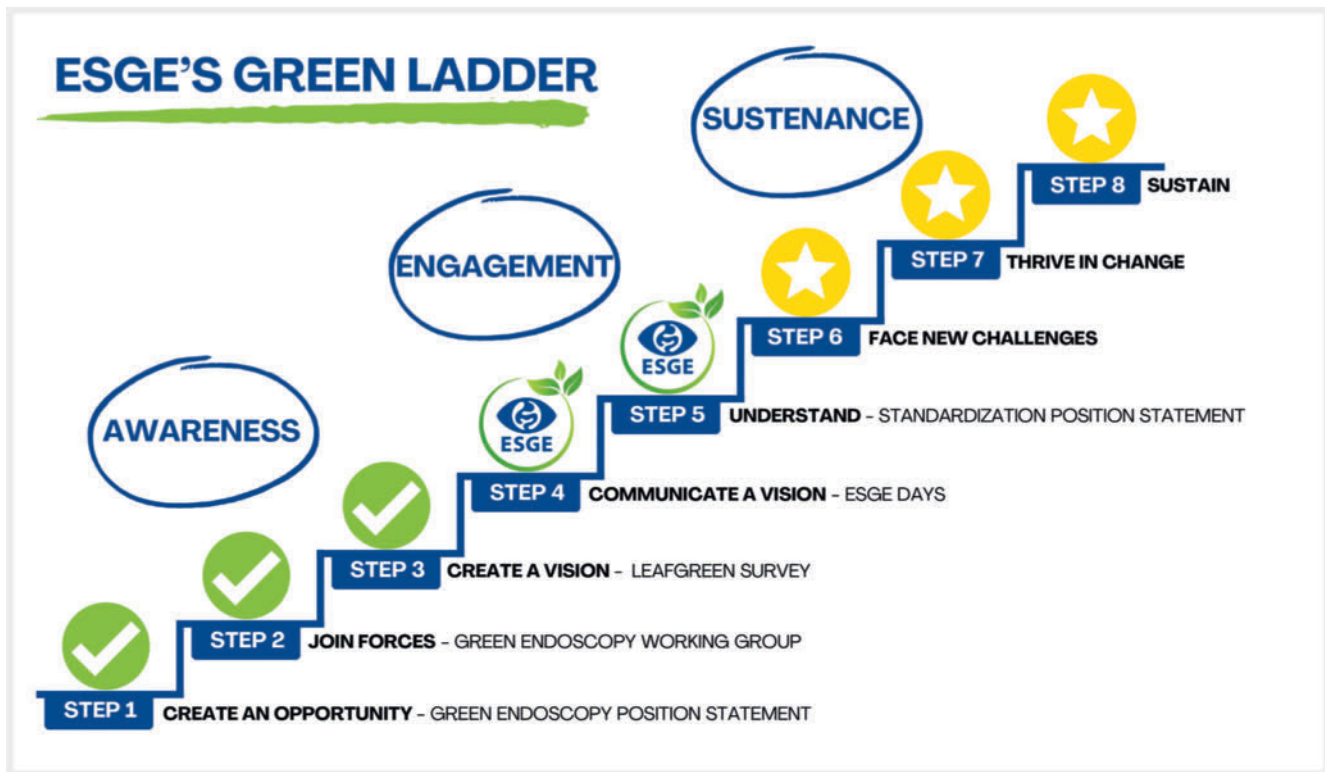 ESGE'S GREEN LADDER
SUSTENANCE
STEP 8 SUSTAIN
STEP 7 THRIVE IN CHANGE
ENGAGEMENT
STEP 6 FACE NEW CHALLENGES
ESGE
STEP 5 UNDERSTAND - STANDARDIZATION POSITION STATEMENT
AWARENESS
ESGE
STEP 4 COMMUNICATE A VISION - ESGE DAYS
STEP 3 CREATE A VISION - LEAFGREEN SURVEY
STEP 2 JOIN FORCES - GREEN ENDOSCOPY WORKING GROUP
STEP 1 CREATE AN OPPORTUNITY - GREEN ENDOSCOPY POSITION STATEMENT